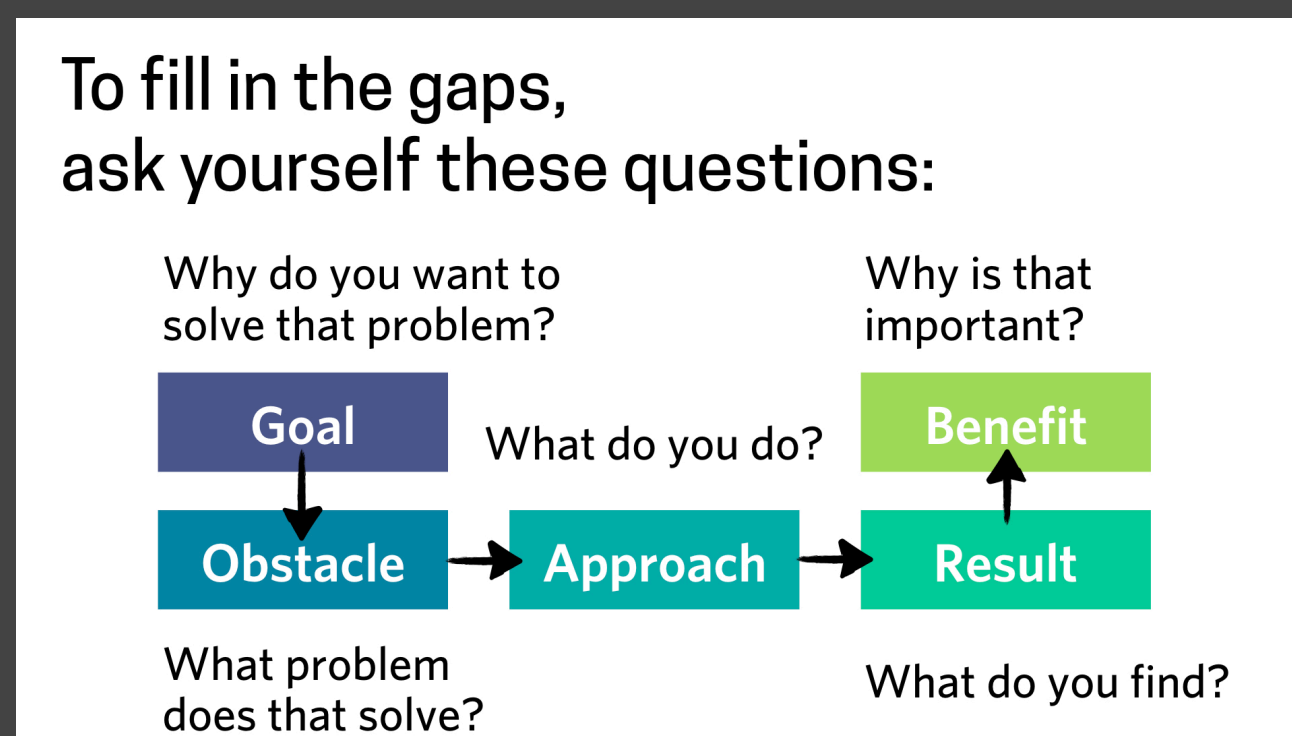 To fill in the gaps,
ask yourself these questions:
Why do you want to
solve that problem?
Why is that
important?
Goal
What do you do?
Benefit
Obstacle
Approach
Result
What problem
does that solve?
What do you find?